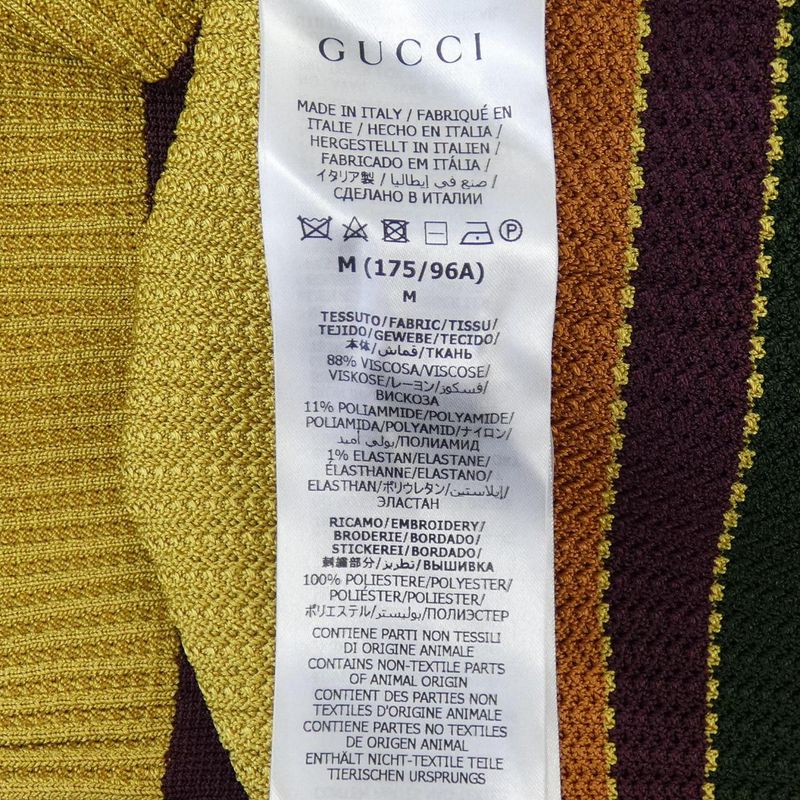 GUCCI
MADE IN ITALY / FABRIQUÉ EN
ITALIE / HECHO EN ITALIA /
HERGESTELLT IN ITALIEN /
FABRICADO EM ITÁLIA /
イタリア製 / صنع في إيطاليا /
СДЕЛАНО В ИТАЛИИ
P
M (175/96A)
M
TESSUTO/FABRIC/TISSU/
TEJIDO/GEWEBE/TECIDO/
本体/قماش/ТКАНЬ
88% VISCOSA/VISCOSE/
VISKOSE/レーヨン/فسكوز/
ВИСКОЗА
11% POLIAMMIDE/POLYAMIDE/
POLIAMIDA/POLYAMID/ナイロン/
بولي أميد/ПОЛИАМИД
1% ELASTAN/ELASTANE/
ÉLASTHANNE/ELASTANO/
ELASTHAN/ポリウレタン/إيلاستين/
ЭЛАСТАН
RICAMO/EMBROIDERY/
BRODERIE/BORDADO/
STICKEREI/BORDADO/
刺繍部分/تطريز/ВЫШИВКА
100% POLIESTERE/POLYESTER/
POLIÉSTER/POLYESTER/
ポリエステル/بوليستر/ПОЛИЭСТЕР
CONTIENE PARTI NON TESSILI
DI ORIGINE ANIMALE
CONTAINS NON-TEXTILE PARTS
OF ANIMAL ORIGIN
CONTIENT DES PARTIES NON
TEXTILES D'ORIGINE ANIMALE
CONTIENE PARTES NO TEXTILES
DE ORIGEN ANIMAL
ENTHÄLT NICHT-TEXTILE TEILE
TIERISCHEN URSPRUNGS